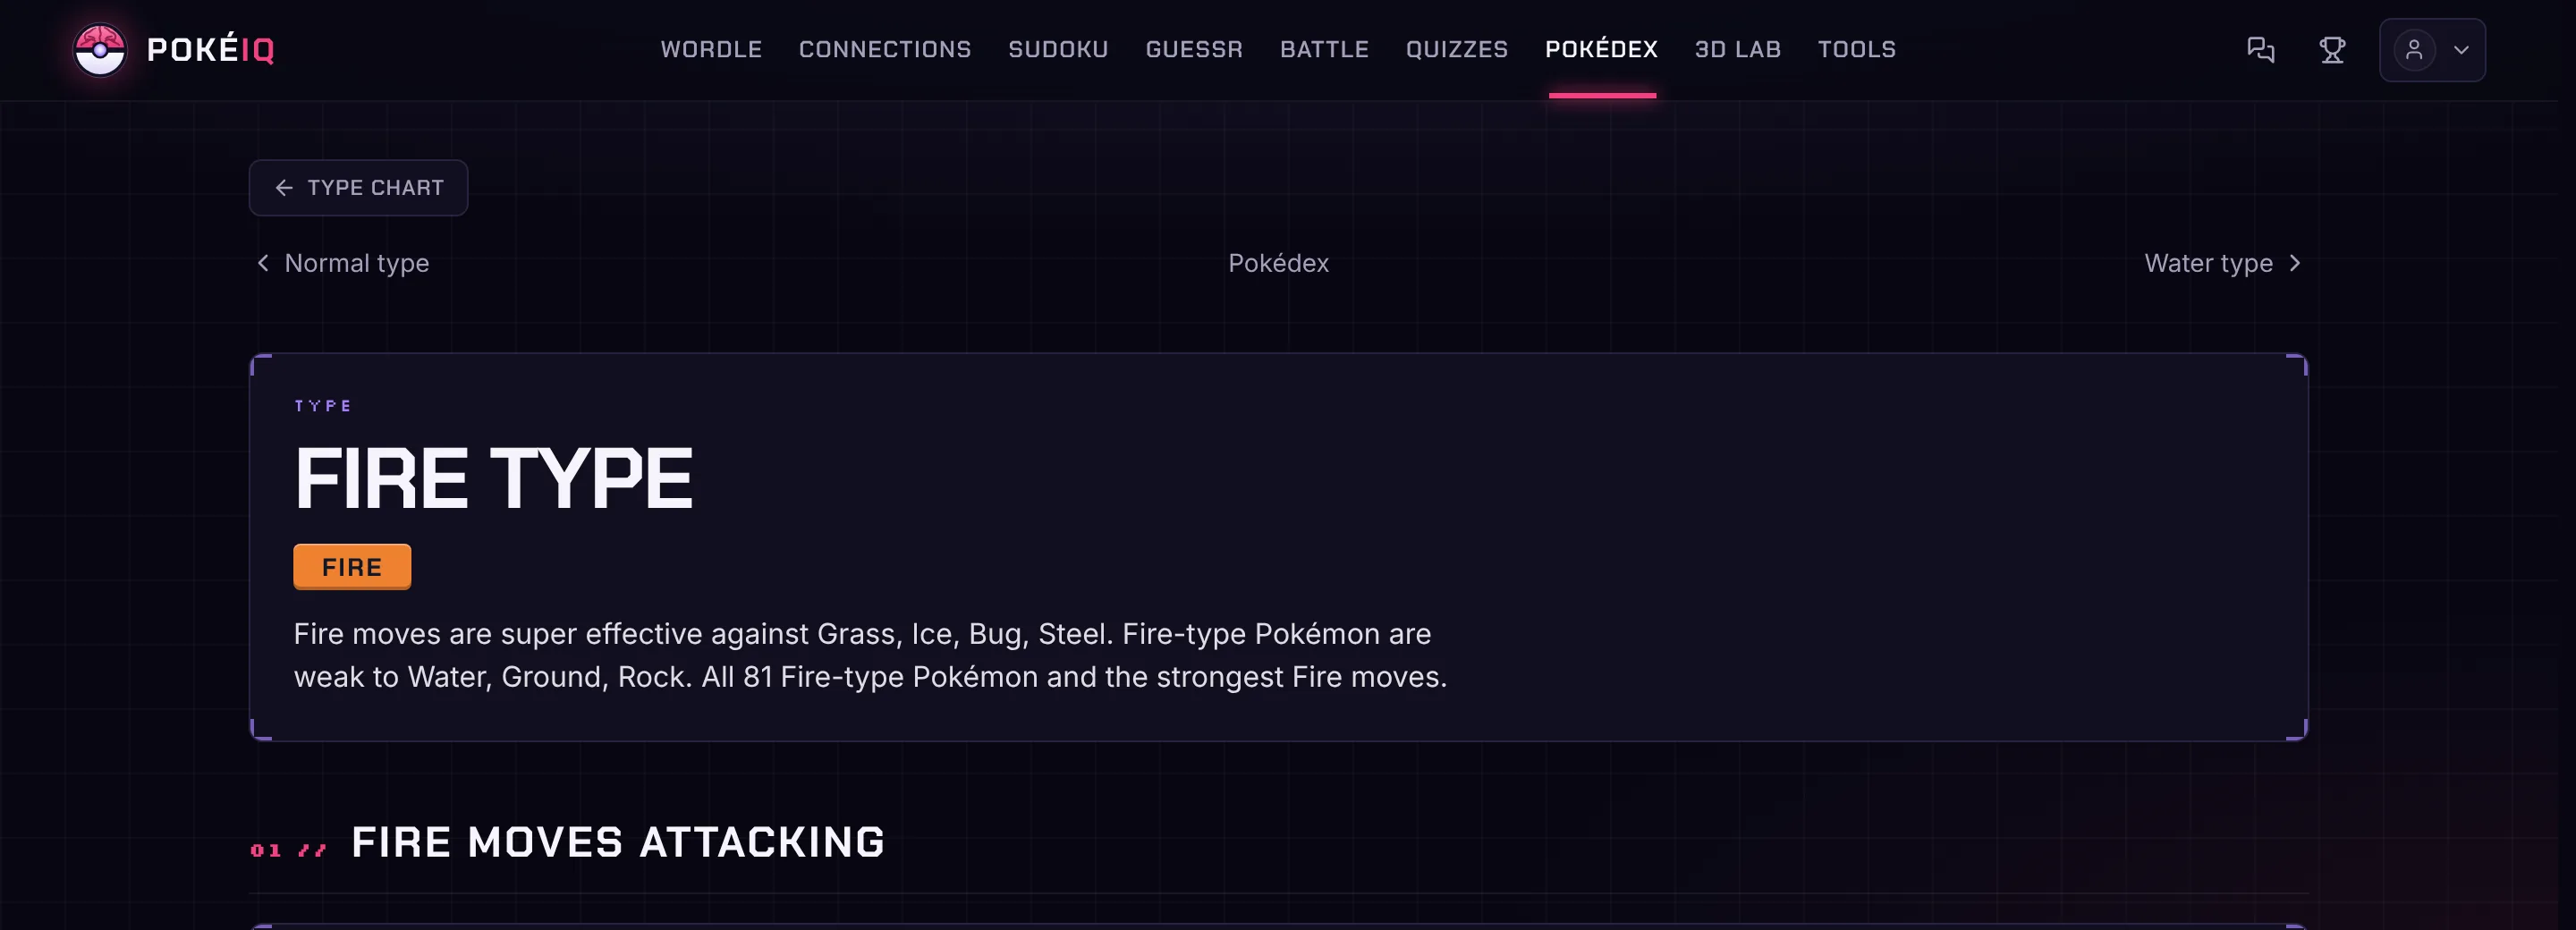 POKÉIQ
WORDLE CONNECTIONS SUDOKU GUESSR BATTLE QUIZZES POKÉDEX 3D LAB TOOLS
TYPE CHART
Normal type
Pokédex
Water type
TYPE
FIRE TYPE
FIRE
Fire moves are super effective against Grass, Ice, Bug, Steel. Fire-type Pokémon are
weak to Water, Ground, Rock. All 81 Fire-type Pokémon and the strongest Fire moves.
01 // FIRE MOVES ATTACKING